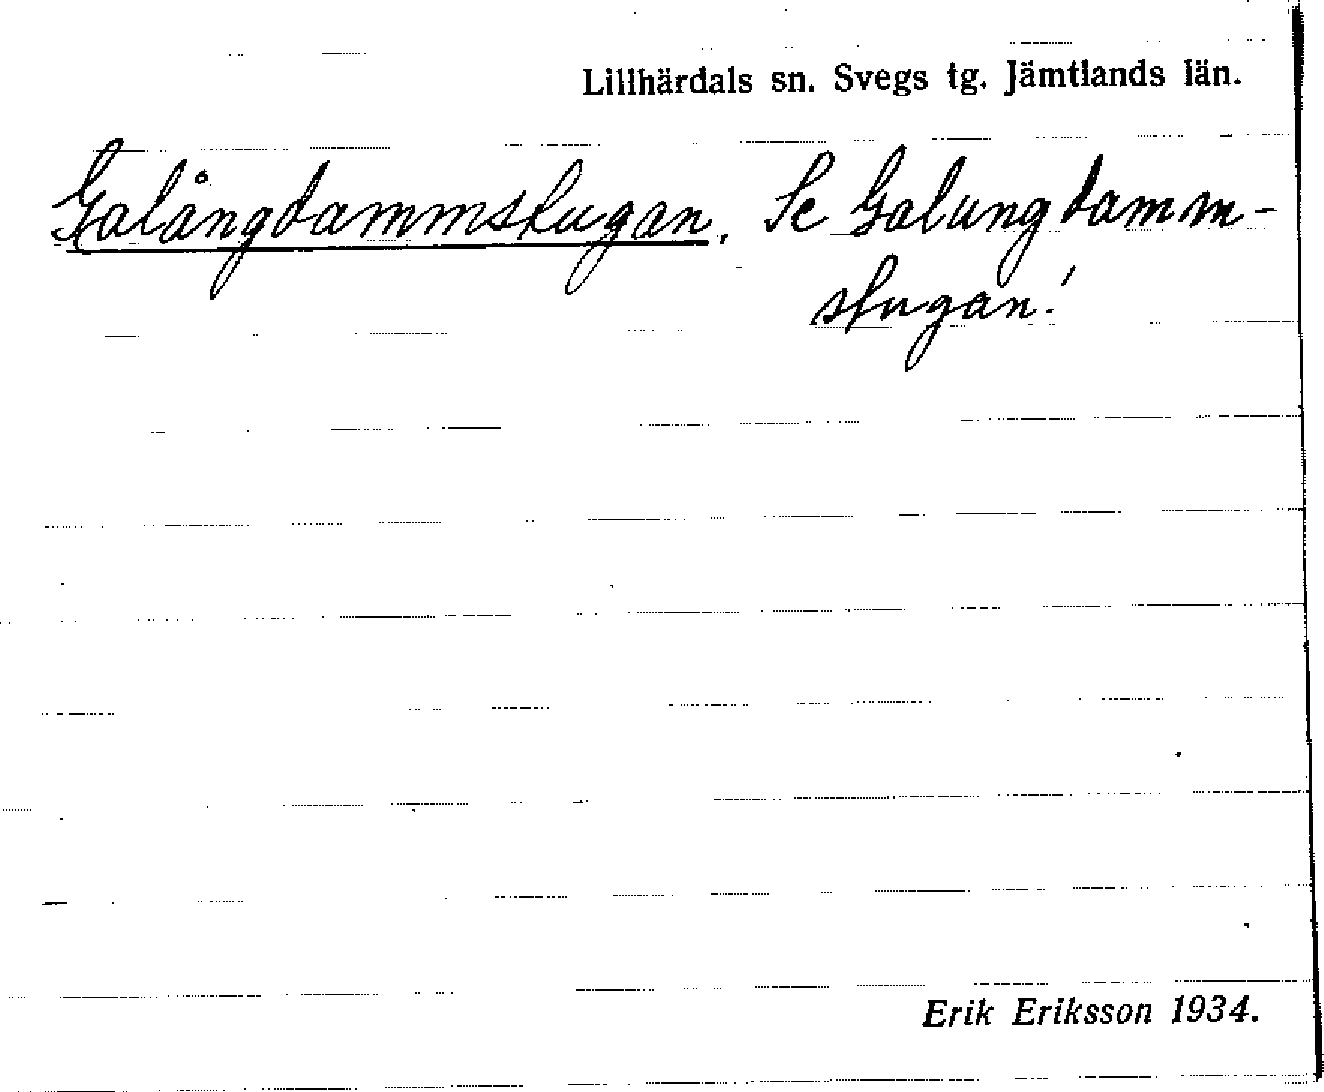 Lillhärdals sn. Svegs tg. Jämtlands län.
Galångdammstugan. Se Galungdamm-
stugan!
Erik Eriksson 1934.